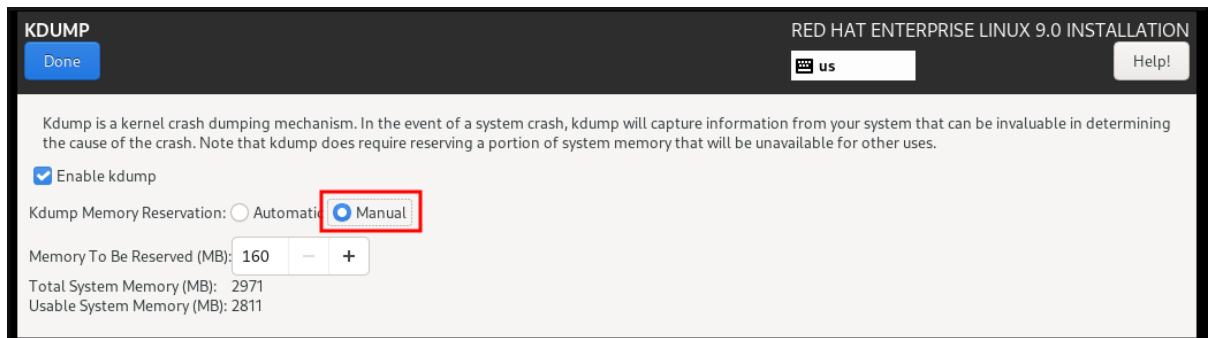 KDUMP
RED HAT ENTERPRISE LINUX 9.0 INSTALLATION
Done
us
Help!
Kdump is a kernel crash dumping mechanism. In the event of a system crash, kdump will capture information from your system that can be invaluable in determining
the cause of the crash. Note that kdump does require reserving a portion of system memory that will be unavailable for other uses.
Enable kdump
Kdump Memory Reservation: Automatic Manual
Memory To Be Reserved (MB): 160 − +
Total System Memory (MB): 2971
Usable System Memory (MB): 2811